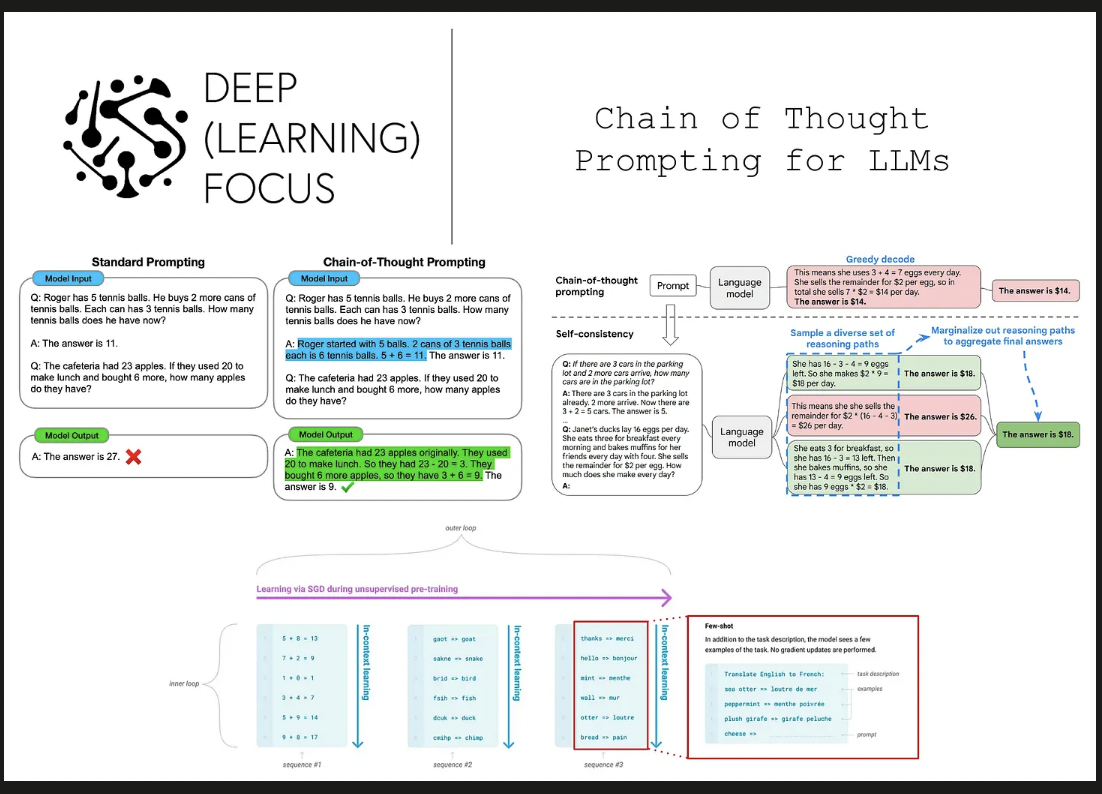 DEEP
(LEARNING)
FOCUS
Chain of Thought
Prompting for LLMs
Standard Prompting
Model Input
Q: Roger has 5 tennis balls. He buys 2 more cans of
tennis balls. Each can has 3 tennis balls. How many
tennis balls does he have now?
A: The answer is 11.
Q: The cafeteria had 23 apples. If they used 20 to
make lunch and bought 6 more, how many apples
do they have?
Model Output
A: The answer is 27.
Chain-of-Thought Prompting
Model Input
Q: Roger has 5 tennis balls. He buys 2 more cans of
tennis balls. Each can has 3 tennis balls. How many
tennis balls does he have now?
A: Roger started with 5 balls. 2 cans of 3 tennis balls
each is 6 tennis balls. 5 + 6 = 11. The answer is 11.
Q: The cafeteria had 23 apples. If they used 20 to
make lunch and bought 6 more, how many apples
do they have?
Model Output
A: The cafeteria had 23 apples originally. They used
20 to make lunch. So they had 23 - 20 = 3. They
bought 6 more apples, so they have 3 + 6 = 9. The
answer is 9.
Chain-of-thought
prompting
Prompt
Language
model
Greedy decode
This means she uses 3 + 4 = 7 eggs every day.
She sells the remainder for $2 per egg, so in
total she sells 7 * $2 = $14 per day.
The answer is $14.
The answer is $14.
Self-consistency
Q: If there are 3 cars in the parking
lot and 2 more cars arrive, how many
cars are in the parking lot?
A: There are 3 cars in the parking lot
already. 2 more arrive. Now there are
3 + 2 = 5 cars. The answer is 5.
...
Q: Janet's ducks lay 16 eggs per day.
She eats three for breakfast every
morning and bakes muffins for her
friends every day with four. She sells
the remainder for $2 per egg. How
much does she make every day?
A:
Language
model
Sample a diverse set of
reasoning paths
Marginalize out reasoning paths
to aggregate final answers
She has 16 - 3 - 4 = 9 eggs
left. So she makes $2 * 9 =
$18 per day.
The answer is $18.
This means she she sells the
remainder for $2 * (16 - 4 - 3)
= $26 per day.
The answer is $26.
She eats 3 for breakfast, so
she has 16 - 3 = 13 left. Then
she bakes muffins, so she
has 13 - 4 = 9 eggs left. So
she has 9 eggs * $2 = $18.
The answer is $18.
The answer is $18.
outer loop
Learning via SGD during unsupervised pre-training
inner loop
5 + 8 = 13
7 + 2 = 9
1 + 0 = 1
3 + 4 = 7
5 + 9 = 14
9 + 8 = 17
In-context learning
sequence #1
gaot => goat
sakne => snake
brid => bird
fsih => fish
dcuk => duck
cmihp => chimp
In-context learning
sequence #2
thanks => merci
hello => bonjour
mint => menthe
wall => mur
otter => loutre
bread => pain
In-context learning
sequence #3
Few-shot
In addition to the task description, the model sees a few
examples of the task. No gradient updates are performed.
Translate English to French:
task description
sea otter => loutre de mer
examples
peppermint => menthe poivrée
plush girafe => girafe peluche
cheese =>
prompt